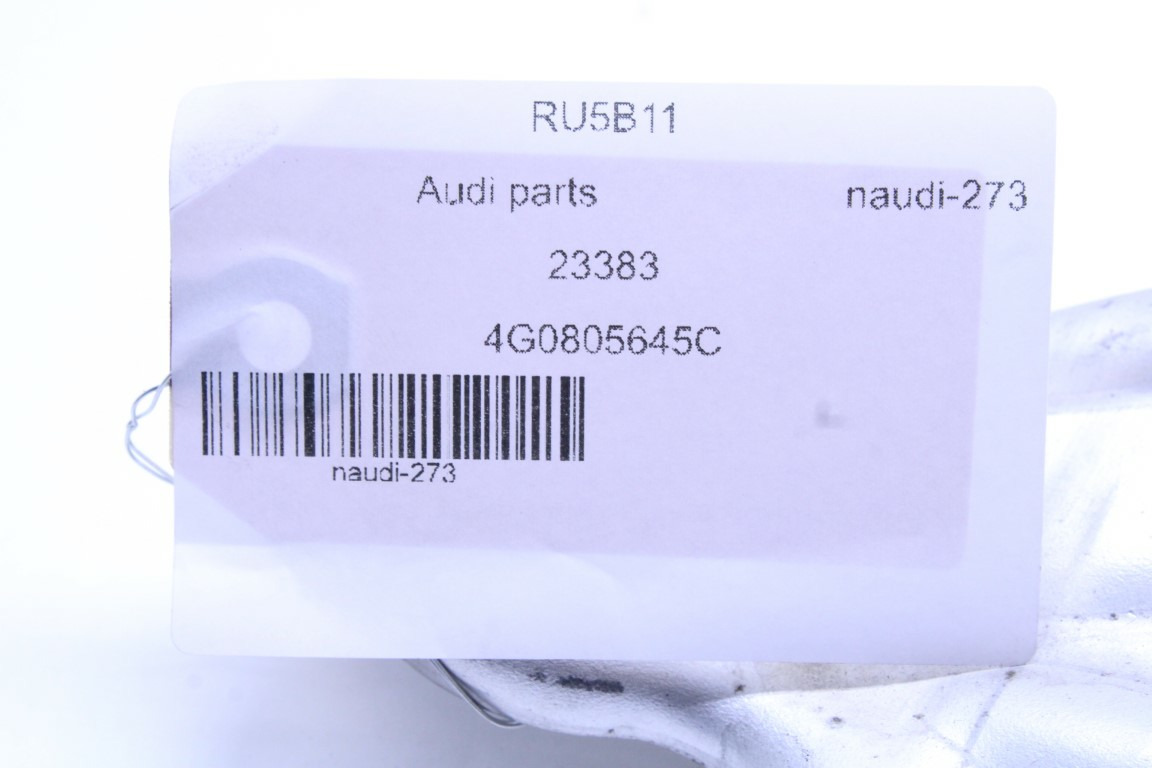 RU5B11
Audi parts naudi-273
23383
4G0805645C
naudi-273